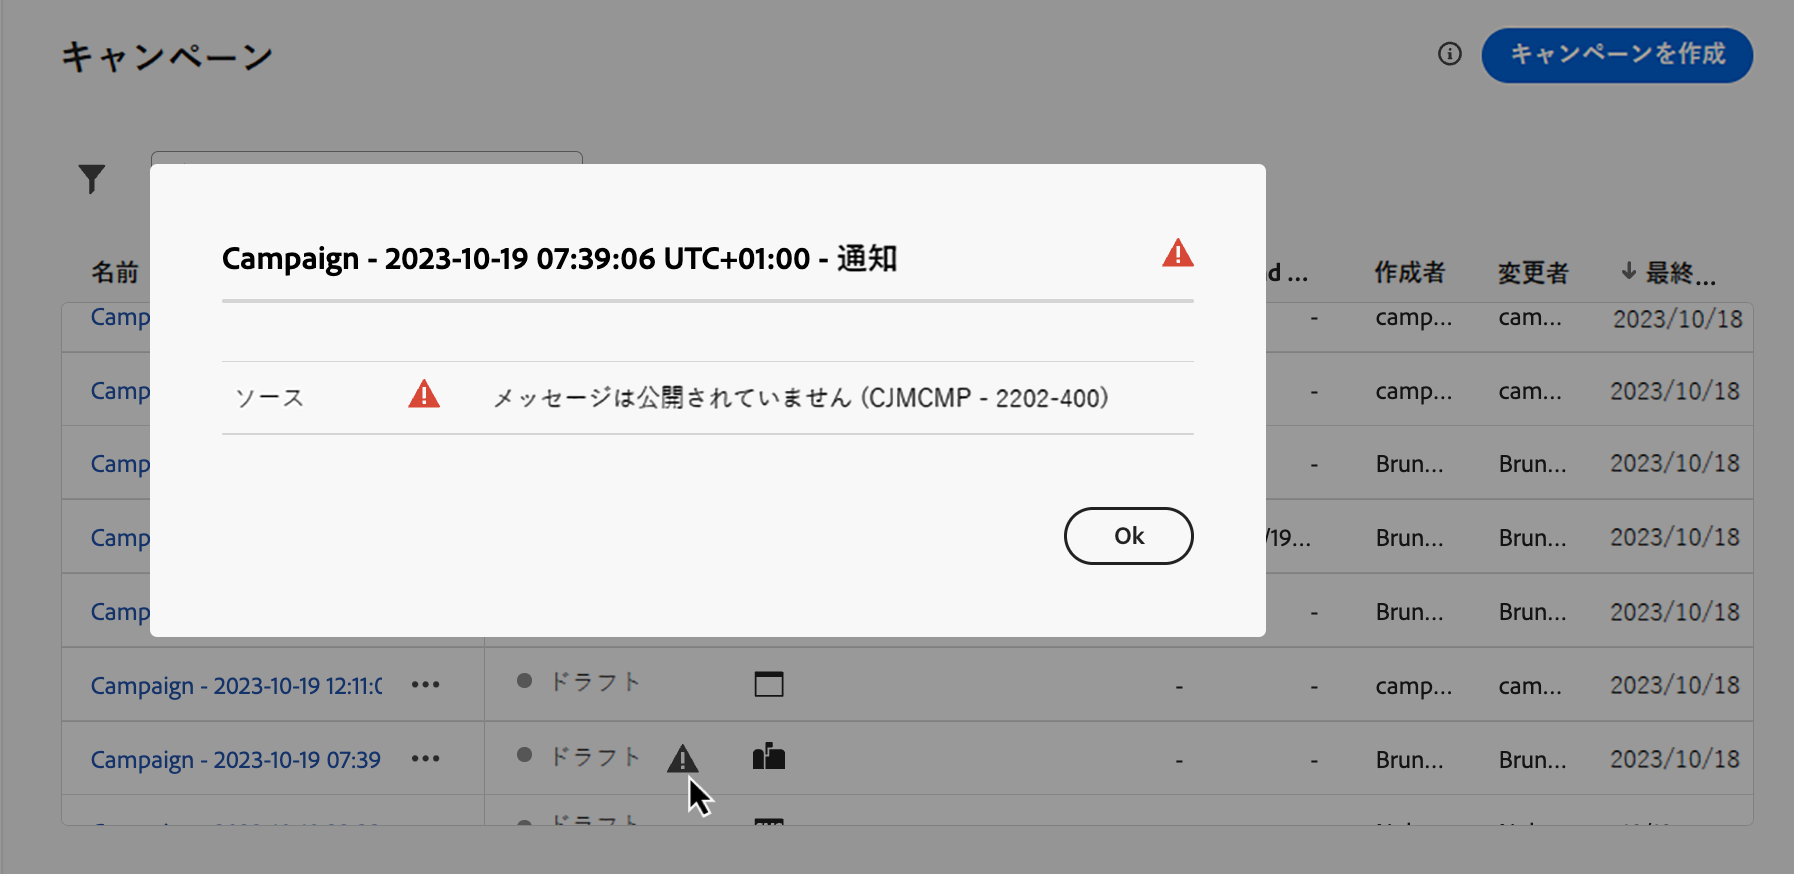 キャンペーン
キャンペーンを作成
Campaign - 2023-10-19 07:39:06 UTC+01:00 - 通知
ソース メッセージは公開されていません (CJMCMP - 2202-400)
Ok
名前 d ... 作成者 変更者 最終...
Camp - camp... cam... 2023/10/18
Camp - camp... cam... 2023/10/18
Camp - Brun... Brun... 2023/10/18
Camp /19... Brun... Brun... 2023/10/18
Camp - Brun... Brun... 2023/10/18
Campaign - 2023-10-19 12:11:0 ••• ドラフト - - camp... cam... 2023/10/18
Campaign - 2023-10-19 07:39 ••• ドラフト - - Brun... Brun... 2023/10/18
ドラフト